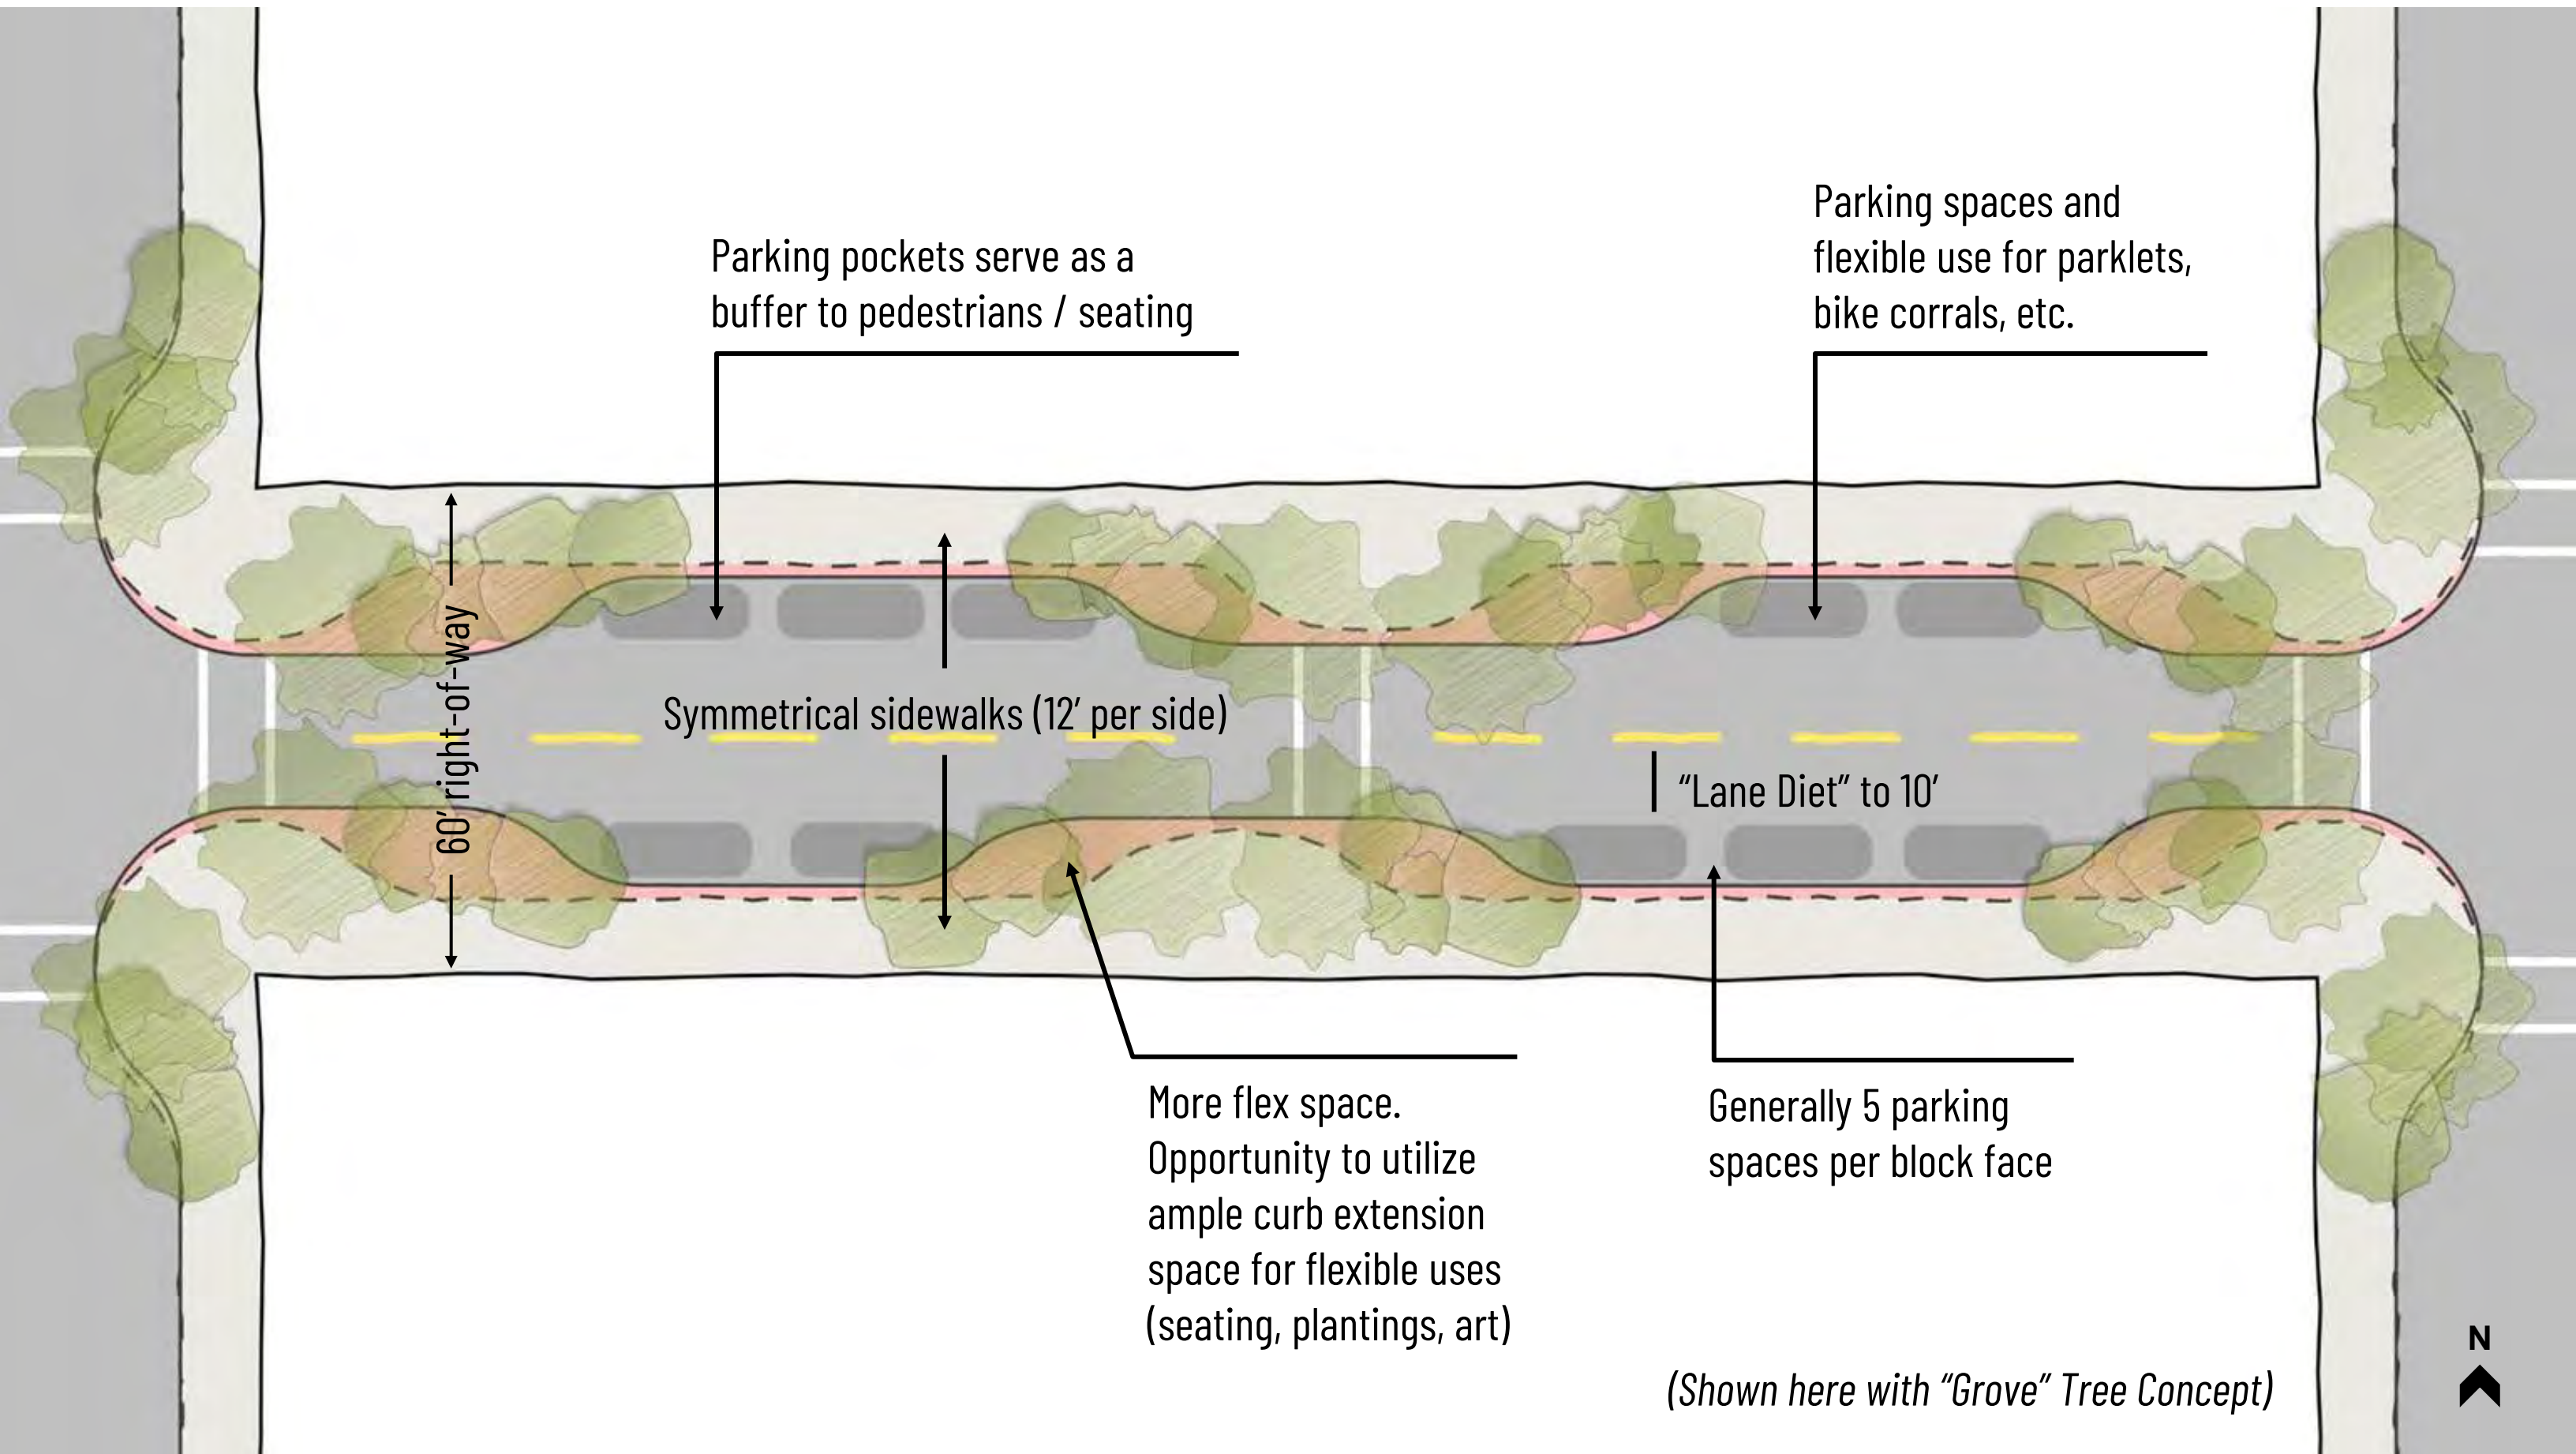 Parking pockets serve as a
buffer to pedestrians / seating
Parking spaces and
flexible use for parklets,
bike corrals, etc.
60’ right-of-way
Symmetrical sidewalks (12’ per side)
“Lane Diet” to 10’
More flex space.
Opportunity to utilize
ample curb extension
space for flexible uses
(seating, plantings, art)
Generally 5 parking
spaces per block face
N
(Shown here with “Grove” Tree Concept)